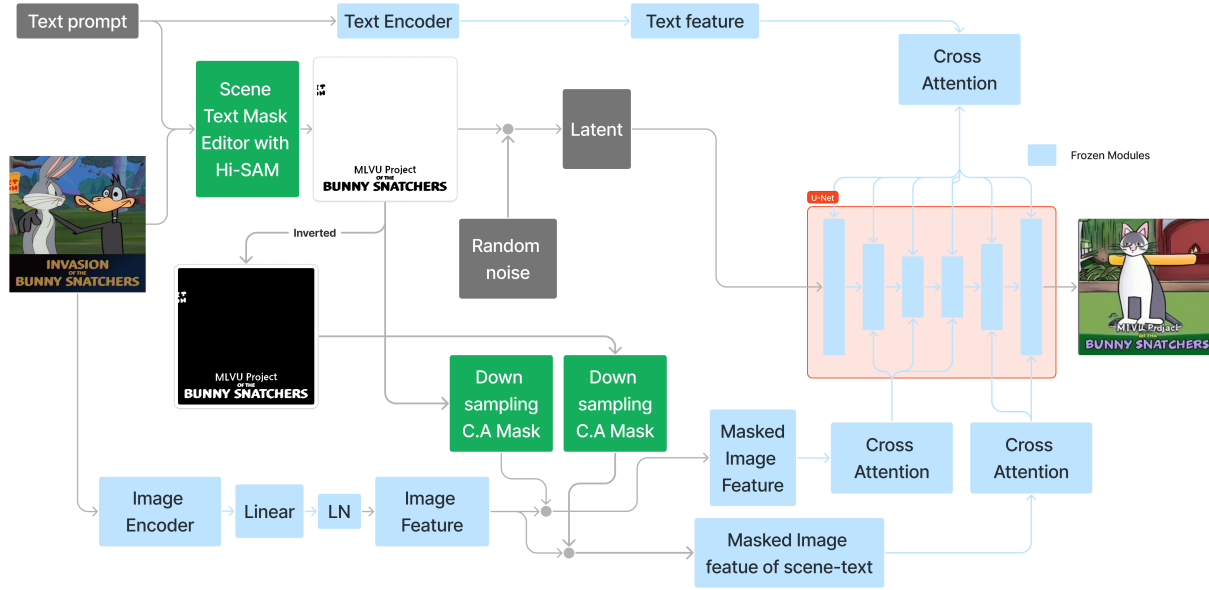 Text prompt
Text Encoder
Text feature
Cross
Attention
Scene
Text Mask
Editor with
Hi-SAM
MLVU Project
OF THE
BUNNY SNATCHERS
Latent
Frozen Modules
U-Net
Random
noise
Inverted
INVASION
OF THE
BUNNY SNATCHERS
MLVU Project
OF THE
BUNNY SNATCHERS
MLVU Project
OF THE
BUNNY SNATCHERS
Down
sampling
C.A Mask
Down
sampling
C.A Mask
Masked
Image
Feature
Cross
Attention
Cross
Attention
Image
Encoder
Linear
LN
Image
Feature
Masked Image
featue of scene-text